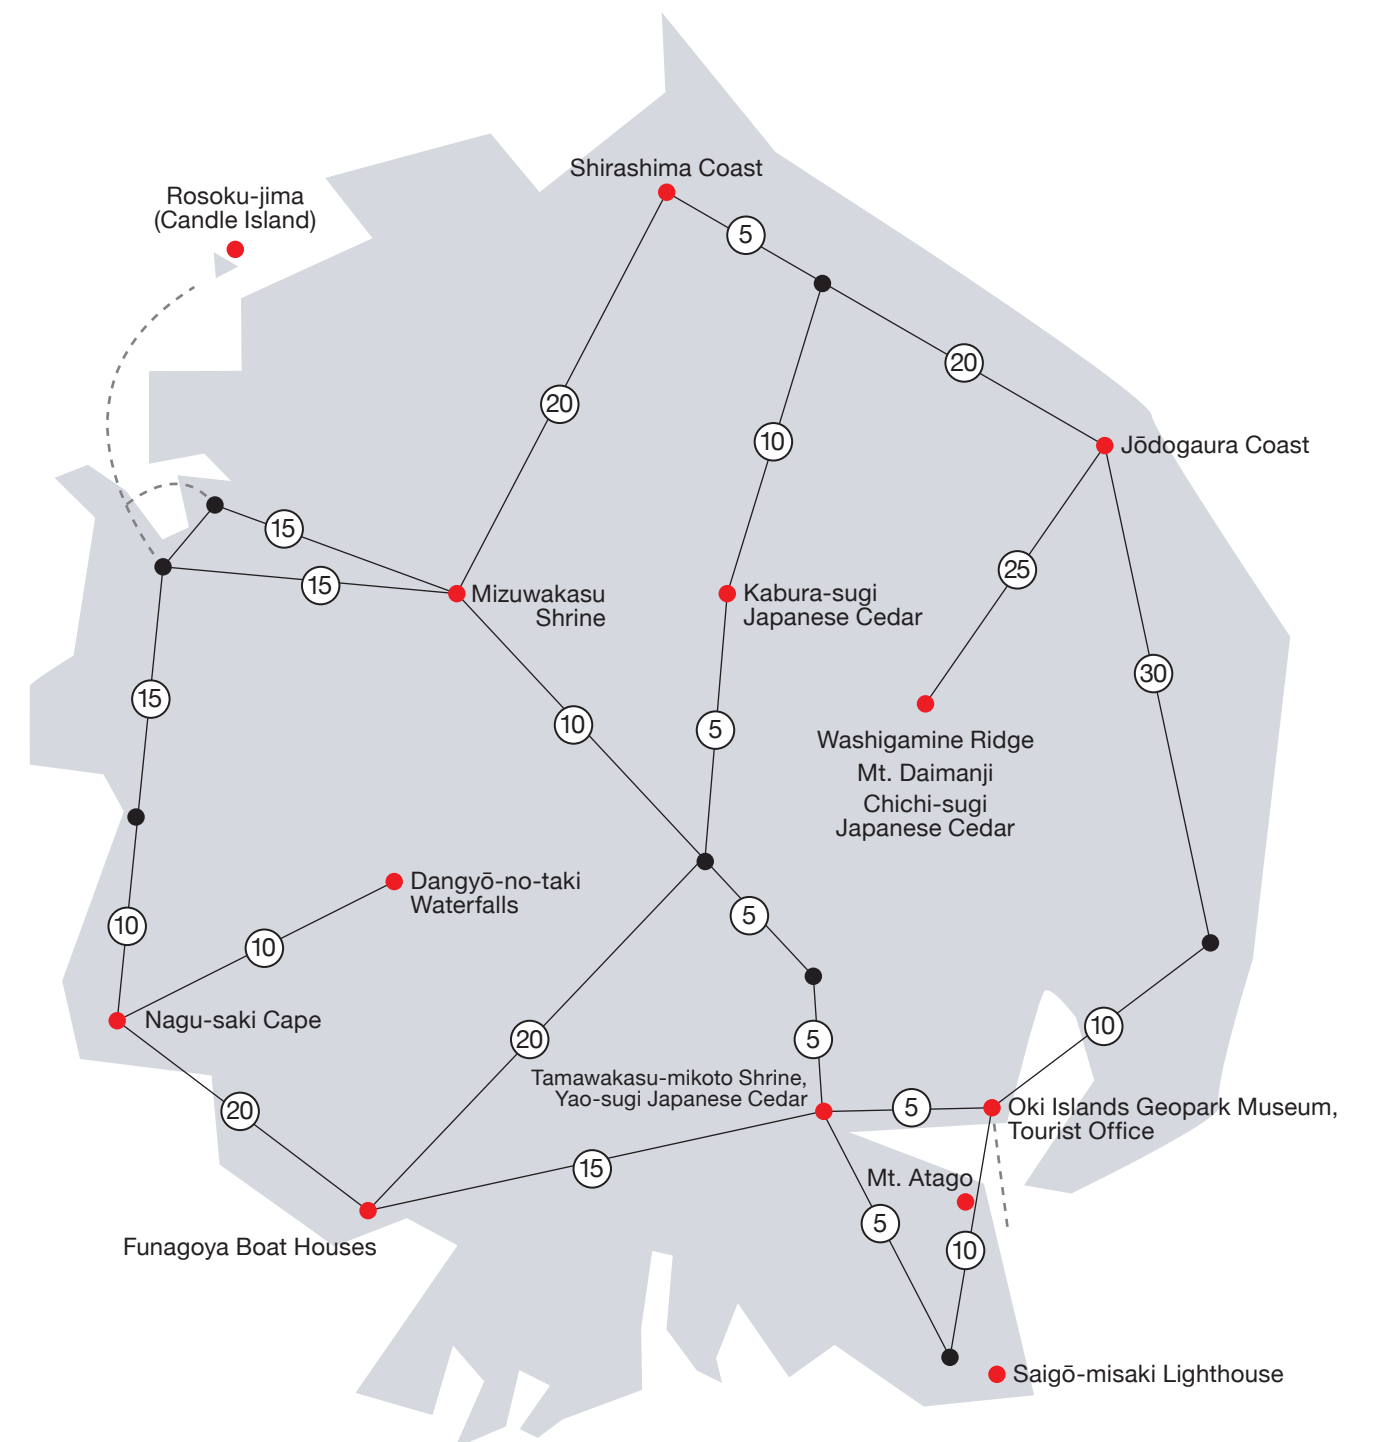 Shirashima Coast
Rosoku-jima
(Candle Island)
5
20
20
10
Jōdogaura Coast
15
15
25
Mizuwakasu
Shrine
Kabura-sugi
Japanese Cedar
30
15
10
5
Washigamine Ridge
Mt. Daimanji
Chichi-sugi
Japanese Cedar
Dangyō-no-taki
Waterfalls
5
10
10
Nagu-saki Cape
20
5
10
Tamawakasu-mikoto Shrine,
Yao-sugi Japanese Cedar
20
5
Oki Islands Geopark Museum,
Tourist Office
15
Mt. Atago
5
10
Funagoya Boat Houses
Saigō-misaki Lighthouse